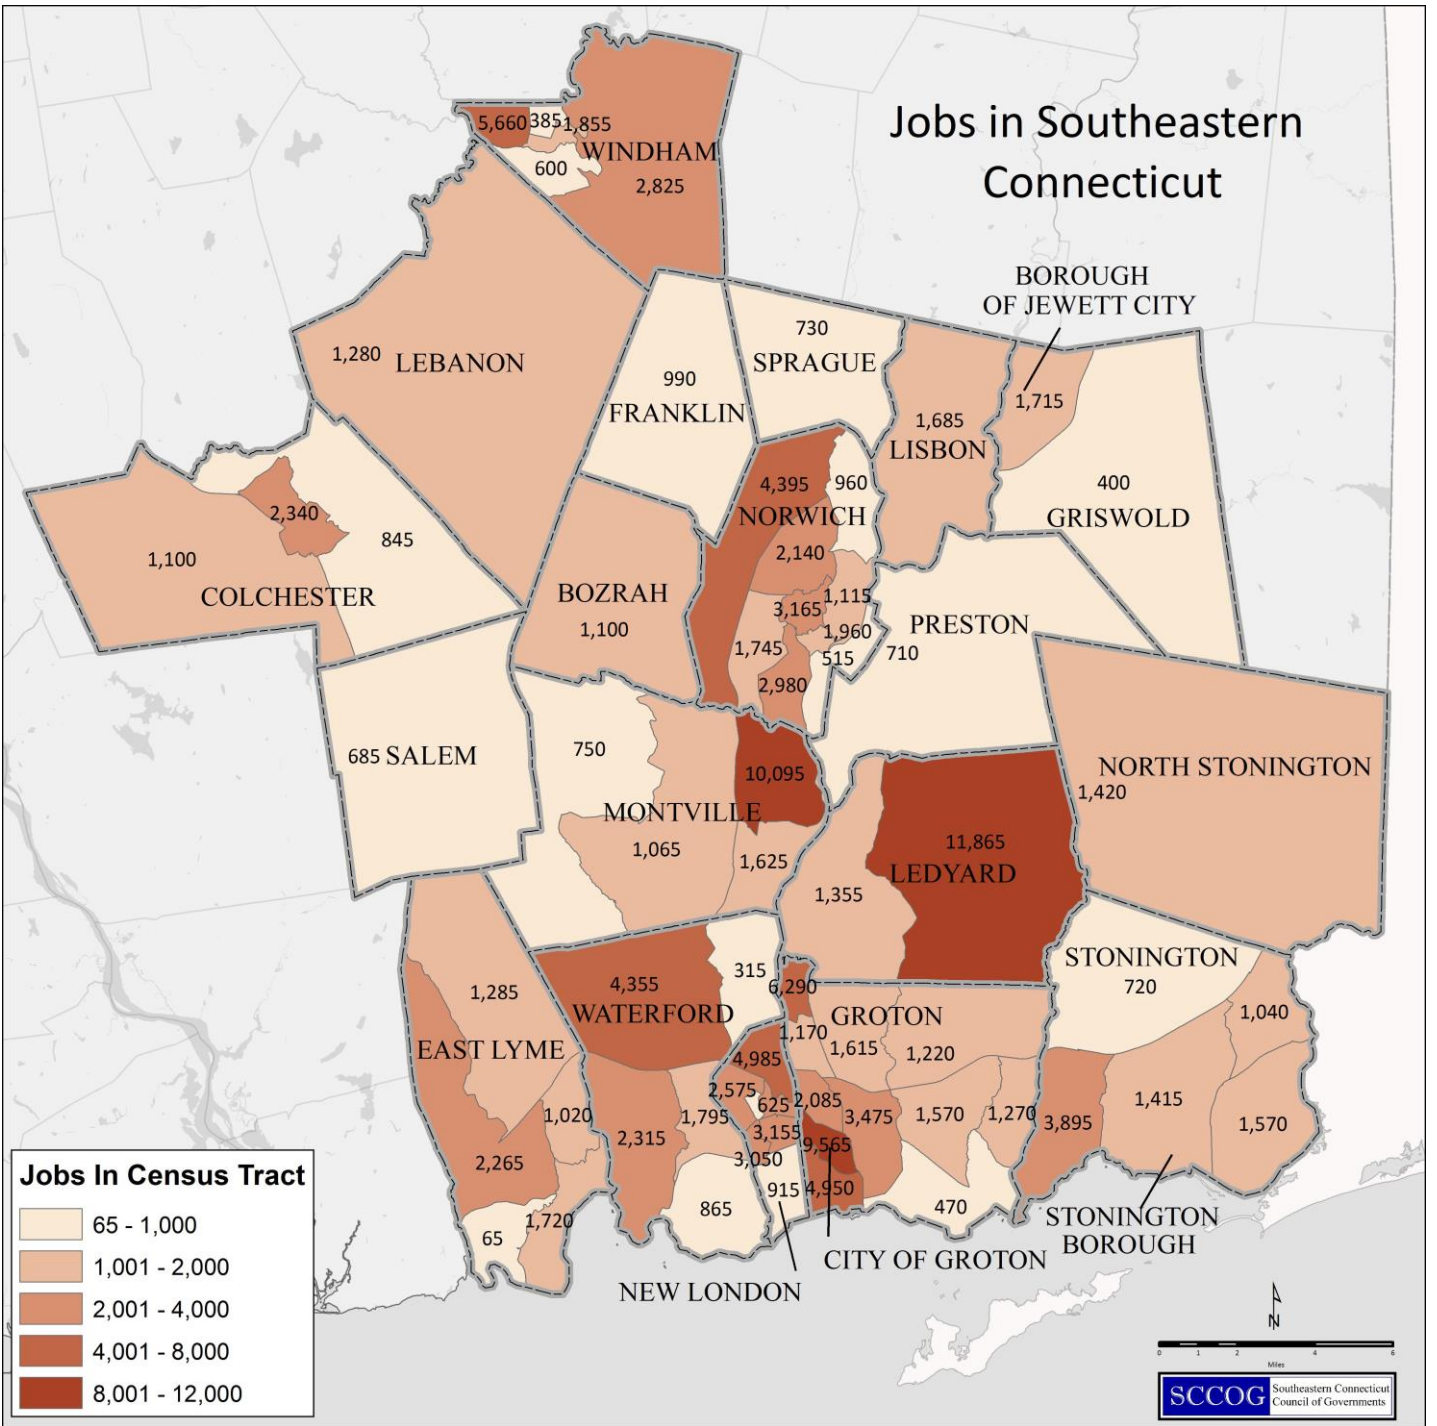 Jobs in Southeastern
Connecticut
5,660
385
1,855
WINDHAM
600
2,825
BOROUGH
OF JEWETT CITY
1,280
LEBANON
990
FRANKLIN
730
SPRAGUE
1,685
LISBON
1,715
400
GRISWOLD
2,340
845
1,100
COLCHESTER
4,395
960
NORWICH
2,140
BOZRAH
1,100
3,165
1,115
1,960
1,745
515
2,980
PRESTON
710
685 SALEM
750
10,095
MONTVILLE
1,065
1,625
NORTH STONINGTON
1,420
11,865
LEDYARD
1,355
STONINGTON
720
1,040
4,355
WATERFORD
315
6,290
GROTON
1,170
1,615
1,220
1,285
EAST LYME
4,985
2,575
625
2,085
3,475
1,570
1,270
3,895
1,415
1,570
1,020
2,315
1,795
3,155
9,565
3,050
2,265
915
4,950
865
470
65
1,720
STONINGTON
BOROUGH
CITY OF GROTON
NEW LONDON
Jobs In Census Tract
65 - 1,000
1,001 - 2,000
2,001 - 4,000
4,001 - 8,000
8,001 - 12,000
N
0 1 2 4 6
Miles
SCCOG
Southeastern Connecticut
Council of Governments